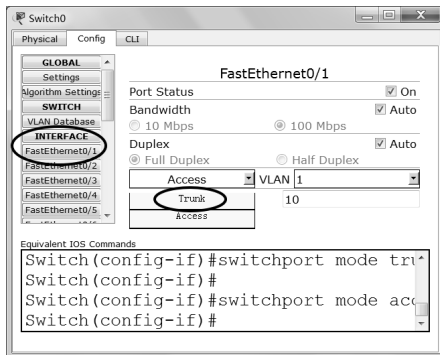 Switch0
Physical Config CLI
GLOBAL
Settings
Algorithm Settings
SWITCH
VLAN Database
INTERFACE
FastEthernet0/1
FastEthernet0/2
FastEthernet0/3
FastEthernet0/4
FastEthernet0/5
FastEthernet0/1
Port Status On
Bandwidth Auto
10 Mbps 100 Mbps
Duplex Auto
Full Duplex Half Duplex
Access VLAN 1
Trunk 10
Access
Equivalent IOS Commands
Switch(config-if)#switchport mode tru
Switch(config-if)#
Switch(config-if)#switchport mode acc
Switch(config-if)#